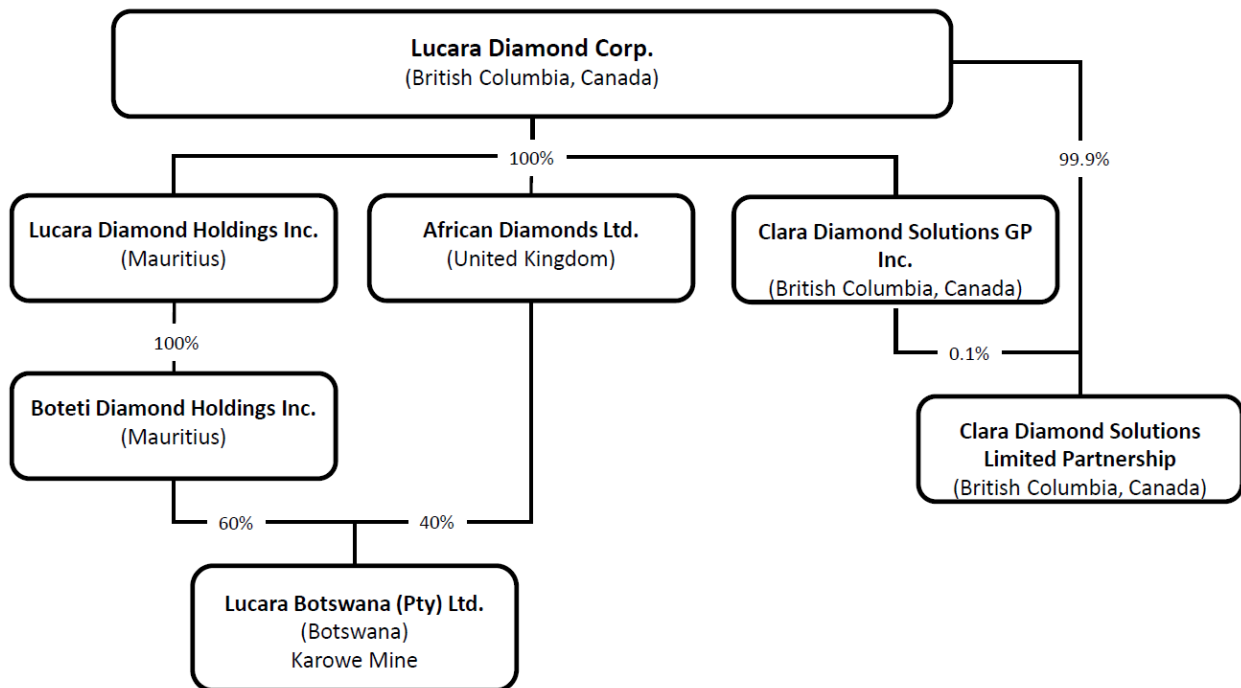 Lucara Diamond Corp.
(British Columbia, Canada)
100%
99.9%
Lucara Diamond Holdings Inc.
(Mauritius)
African Diamonds Ltd.
(United Kingdom)
Clara Diamond Solutions GP
Inc.
(British Columbia, Canada)
100%
0.1%
Boteti Diamond Holdings Inc.
(Mauritius)
Clara Diamond Solutions
Limited Partnership
(British Columbia, Canada)
60%
40%
Lucara Botswana (Pty) Ltd.
(Botswana)
Karowe Mine